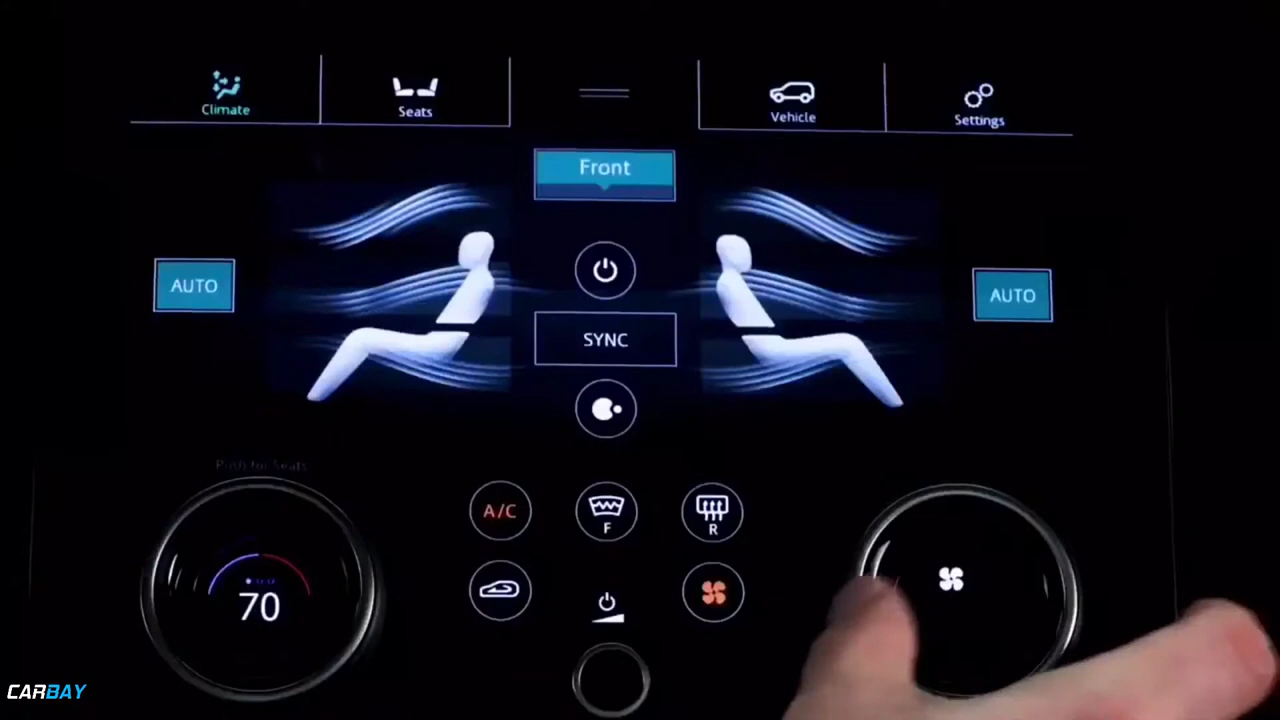 Climate
Seats
Vehicle
Settings
Front
AUTO
AUTO
SYNC
Push for Seats
A/C
F
R
70
CARBAY